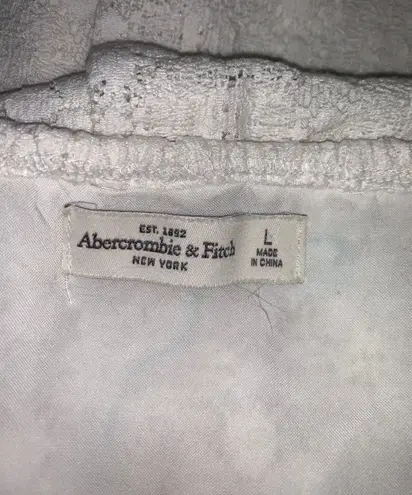 EST. 1892
Abercrombie & Fitch
NEW YORK
L
MADE
IN CHINA